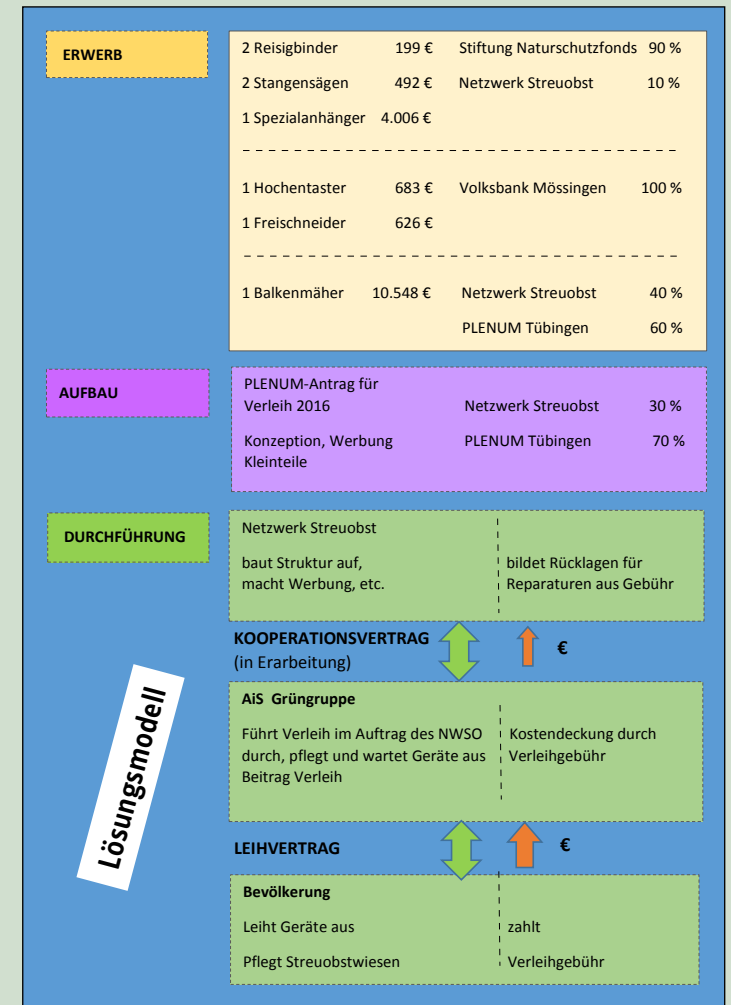 ERWERB
2 Reisigbinder 199 € Stiftung Naturschutzfonds 90 %
2 Stangensägen 492 € Netzwerk Streuobst 10 %
1 Spezialanhänger 4.006 €
1 Hochentaster 683 € Volksbank Mössingen 100 %
1 Freischneider 626 €
1 Balkenmäher 10.548 € Netzwerk Streuobst 40 %
PLENUM Tübingen 60 %
AUFBAU
PLENUM-Antrag für
Verleih 2016 Netzwerk Streuobst 30 %
Konzeption, Werbung PLENUM Tübingen 70 %
Kleinteile
DURCHFÜHRUNG
Netzwerk Streuobst
baut Struktur auf, bildet Rücklagen für
macht Werbung, etc. Reparaturen aus Gebühr
KOOPERATIONSVERTRAG €
(in Erarbeitung)
AiS Grüngruppe
Führt Verleih im Auftrag des NWSO Kostendeckung durch
durch, pflegt und wartet Geräte aus Verleihgebühr
Beitrag Verleih
Lösungsmodell
LEIHVERTRAG €
Bevölkerung
Leiht Geräte aus zahlt
Pflegt Streuobstwiesen Verleihgebühr